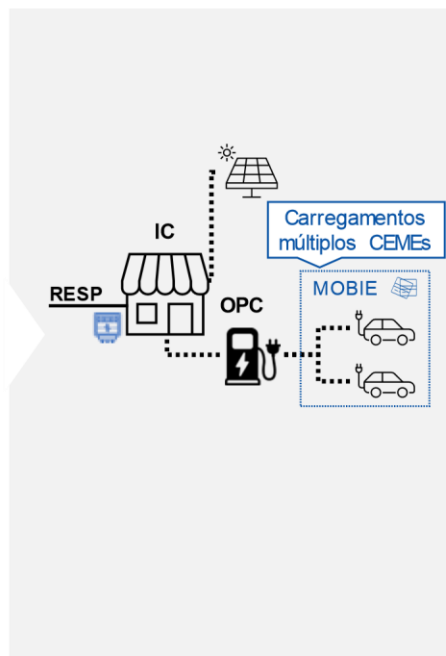 IC
Carregamentos
múltiplos CEMEs
RESP
OPC
MOBIE